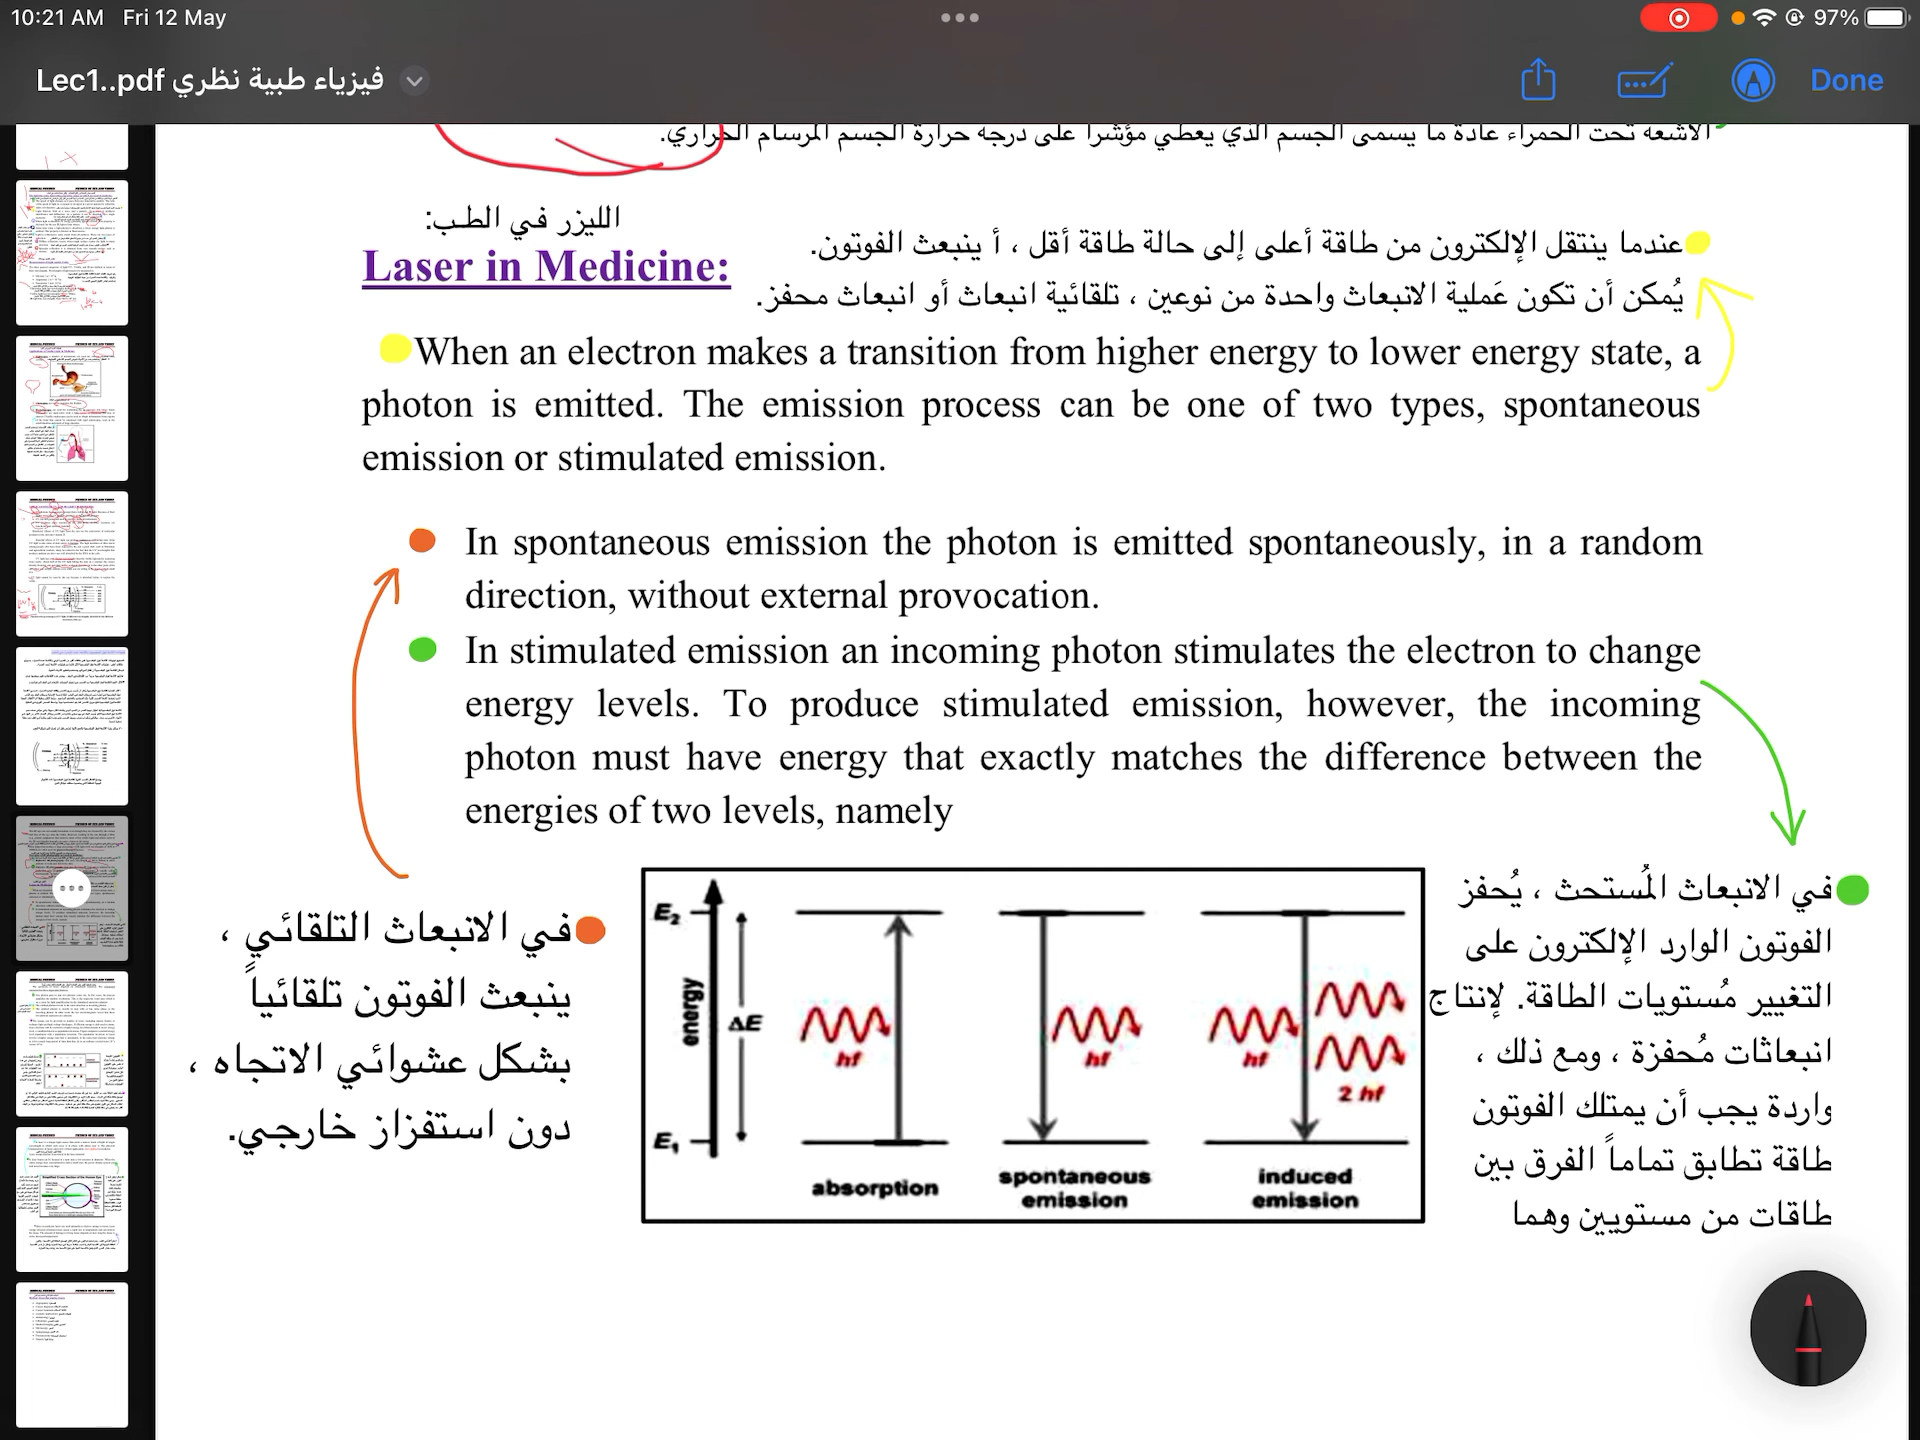 10:21 AM Fri 12 May
97%
Lec1..pdf فيزياء طبية نظري
Done
الأشعة تحت الحمراء عادة ما يسمى الجسم الذي يعطي مؤشرا على درجة حرارة الجسم المرسام الحراري.
الليزر في الطب:
Laser in Medicine:
عندما ينتقل الإلكترون من طاقة أعلى إلى حالة طاقة أقل ، أ ينبعث الفوتون.
يُمكن أن تكون عَملية الانبعاث واحدة من نوعين ، تلقائية انبعاث أو انبعاث محفز.
When an electron makes a transition from higher energy to lower energy state, a
photon is emitted. The emission process can be one of two types, spontaneous
emission or stimulated emission.
In spontaneous emission the photon is emitted spontaneously, in a random
direction, without external provocation.
In stimulated emission an incoming photon stimulates the electron to change
energy levels. To produce stimulated emission, however, the incoming
photon must have energy that exactly matches the difference between the
energies of two levels, namely
في الانبعاث التلقائي ،
ينبعث الفوتون تلقائياً
بشكل عشوائي الاتجاه ،
دون استفزاز خارجي.
E2
energy
ΔE
E1
hf
absorption
hf
spontaneous
emission
hf
2 hf
induced
emission
في الانبعاث المُستحث ، يُحفز
الفوتون الوارد الإلكترون على
التغيير مُستويات الطاقة. لإنتاج
انبعاثات مُحفزة ، ومع ذلك ،
واردة يجب أن يمتلك الفوتون
طاقة تطابق تماماً الفرق بين
طاقات من مستويين وهما